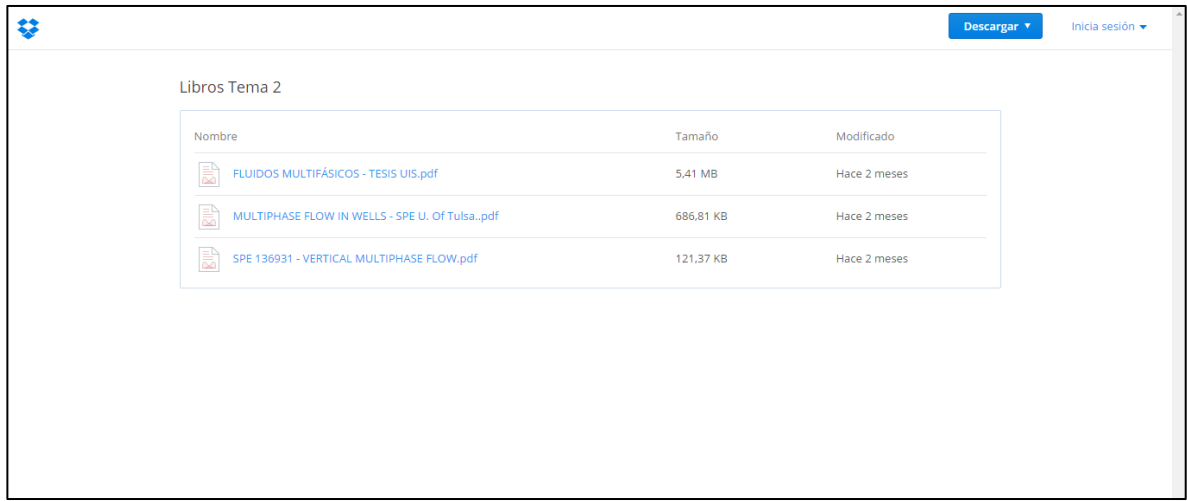 Descargar ▼ Inicia sesión ▼
Libros Tema 2
Nombre Tamaño Modificado
FLUIDOS MULTIFÁSICOS - TESIS UIS.pdf 5,41 MB Hace 2 meses
MULTIPHASE FLOW IN WELLS - SPE U. Of Tulsa..pdf 686,81 KB Hace 2 meses
SPE 136931 - VERTICAL MULTIPHASE FLOW.pdf 121,37 KB Hace 2 meses